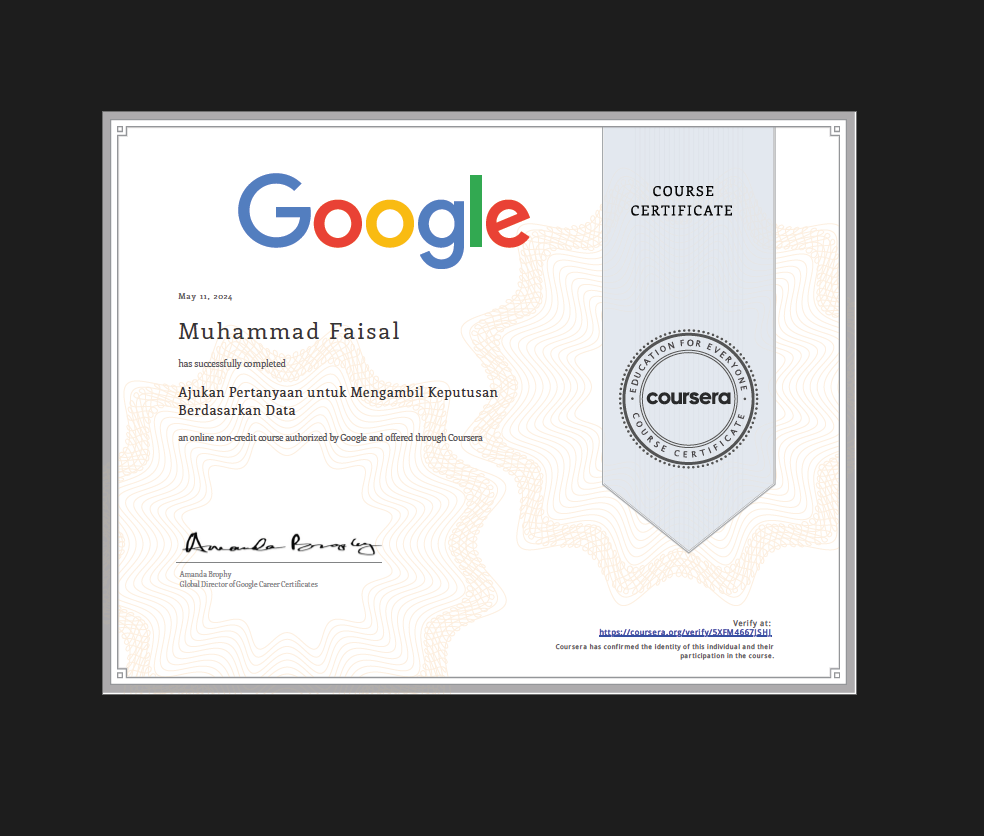 Google
COURSE
CERTIFICATE
May 11, 2024
Muhammad Faisal
has successfully completed
Ajukan Pertanyaan untuk Mengambil Keputusan
Berdasarkan Data
an online non-credit course authorized by Google and offered through Coursera
EDUCATION FOR EVERYONE
coursera
COURSE CERTIFICATE
Amanda Brophy
Amanda Brophy
Global Director of Google Career Certificates
Verify at:
https://coursera.org/verify/5XFM4667JSHJ
Coursera has confirmed the identity of this individual and their
participation in the course.